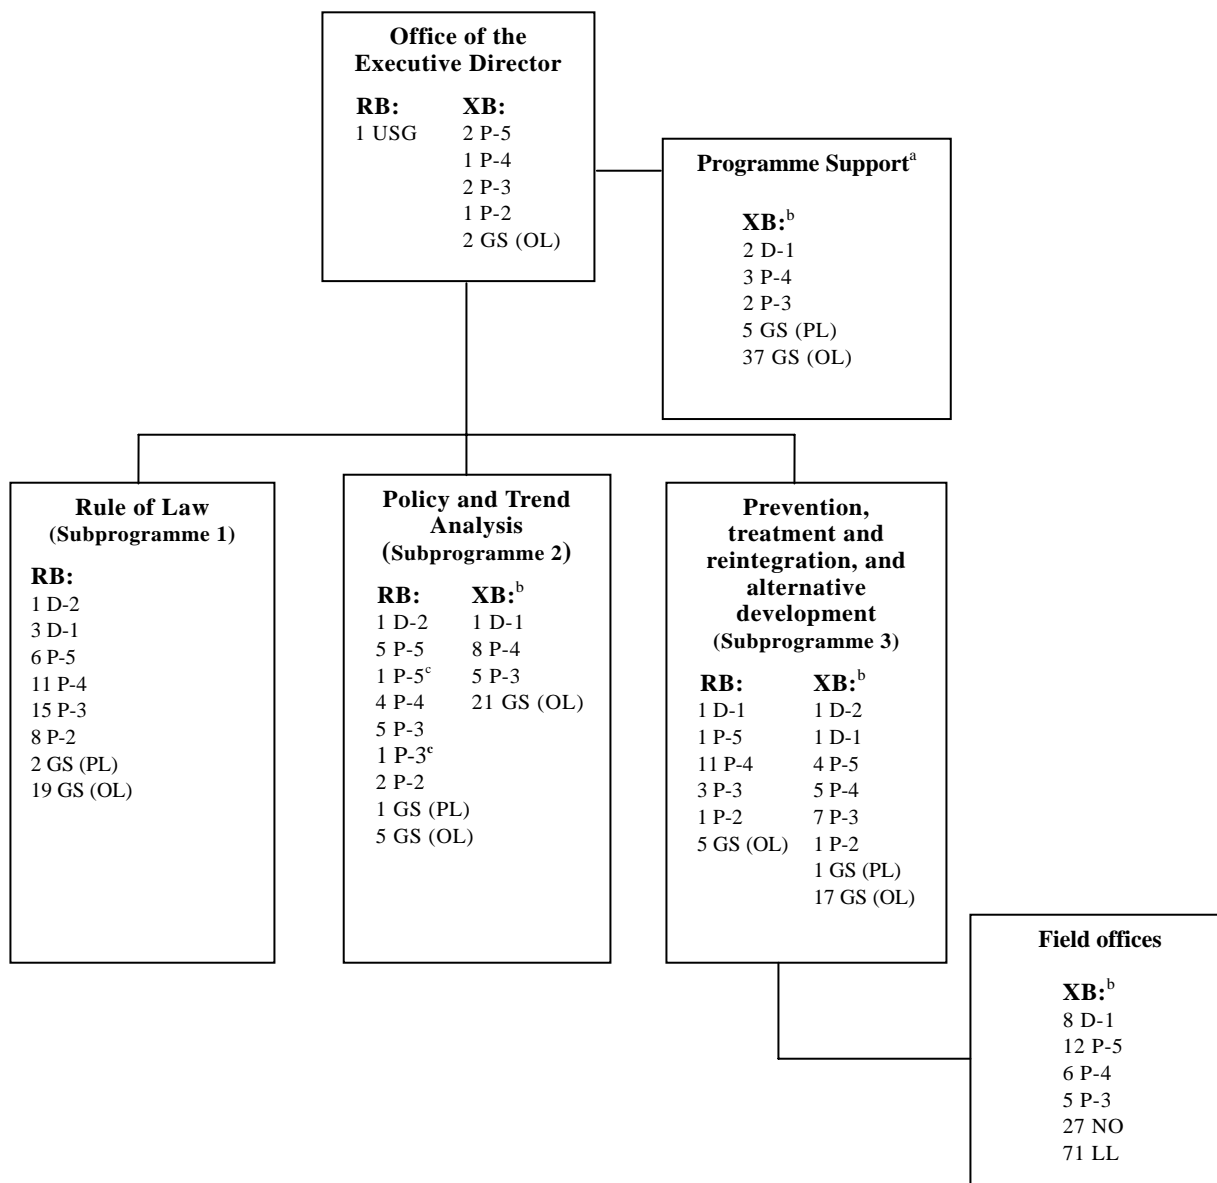 Office of the
Executive Director
RB:
1 USG
XB:
2 P-5
1 P-4
2 P-3
1 P-2
2 GS (OL)
Programme Support^a
XB:^b
2 D-1
3 P-4
2 P-3
5 GS (PL)
37 GS (OL)
Rule of Law
(Subprogramme 1)
RB:
1 D-2
3 D-1
6 P-5
11 P-4
15 P-3
8 P-2
2 GS (PL)
19 GS (OL)
Policy and Trend
Analysis
(Subprogramme 2)
RB:
1 D-2
5 P-5
1 P-5^c
4 P-4
5 P-3
1 P-3^c
2 P-2
1 GS (PL)
5 GS (OL)
XB:^b
1 D-1
8 P-4
5 P-3
21 GS (OL)
Prevention,
treatment and
reintegration, and
alternative
development
(Subprogramme 3)
RB:
1 D-1
1 P-5
11 P-4
3 P-3
1 P-2
5 GS (OL)
XB:^b
1 D-2
1 D-1
4 P-5
5 P-4
7 P-3
1 P-2
1 GS (PL)
17 GS (OL)
Field offices
XB:^b
8 D-1
12 P-5
6 P-4
5 P-3
27 NO
71 LL